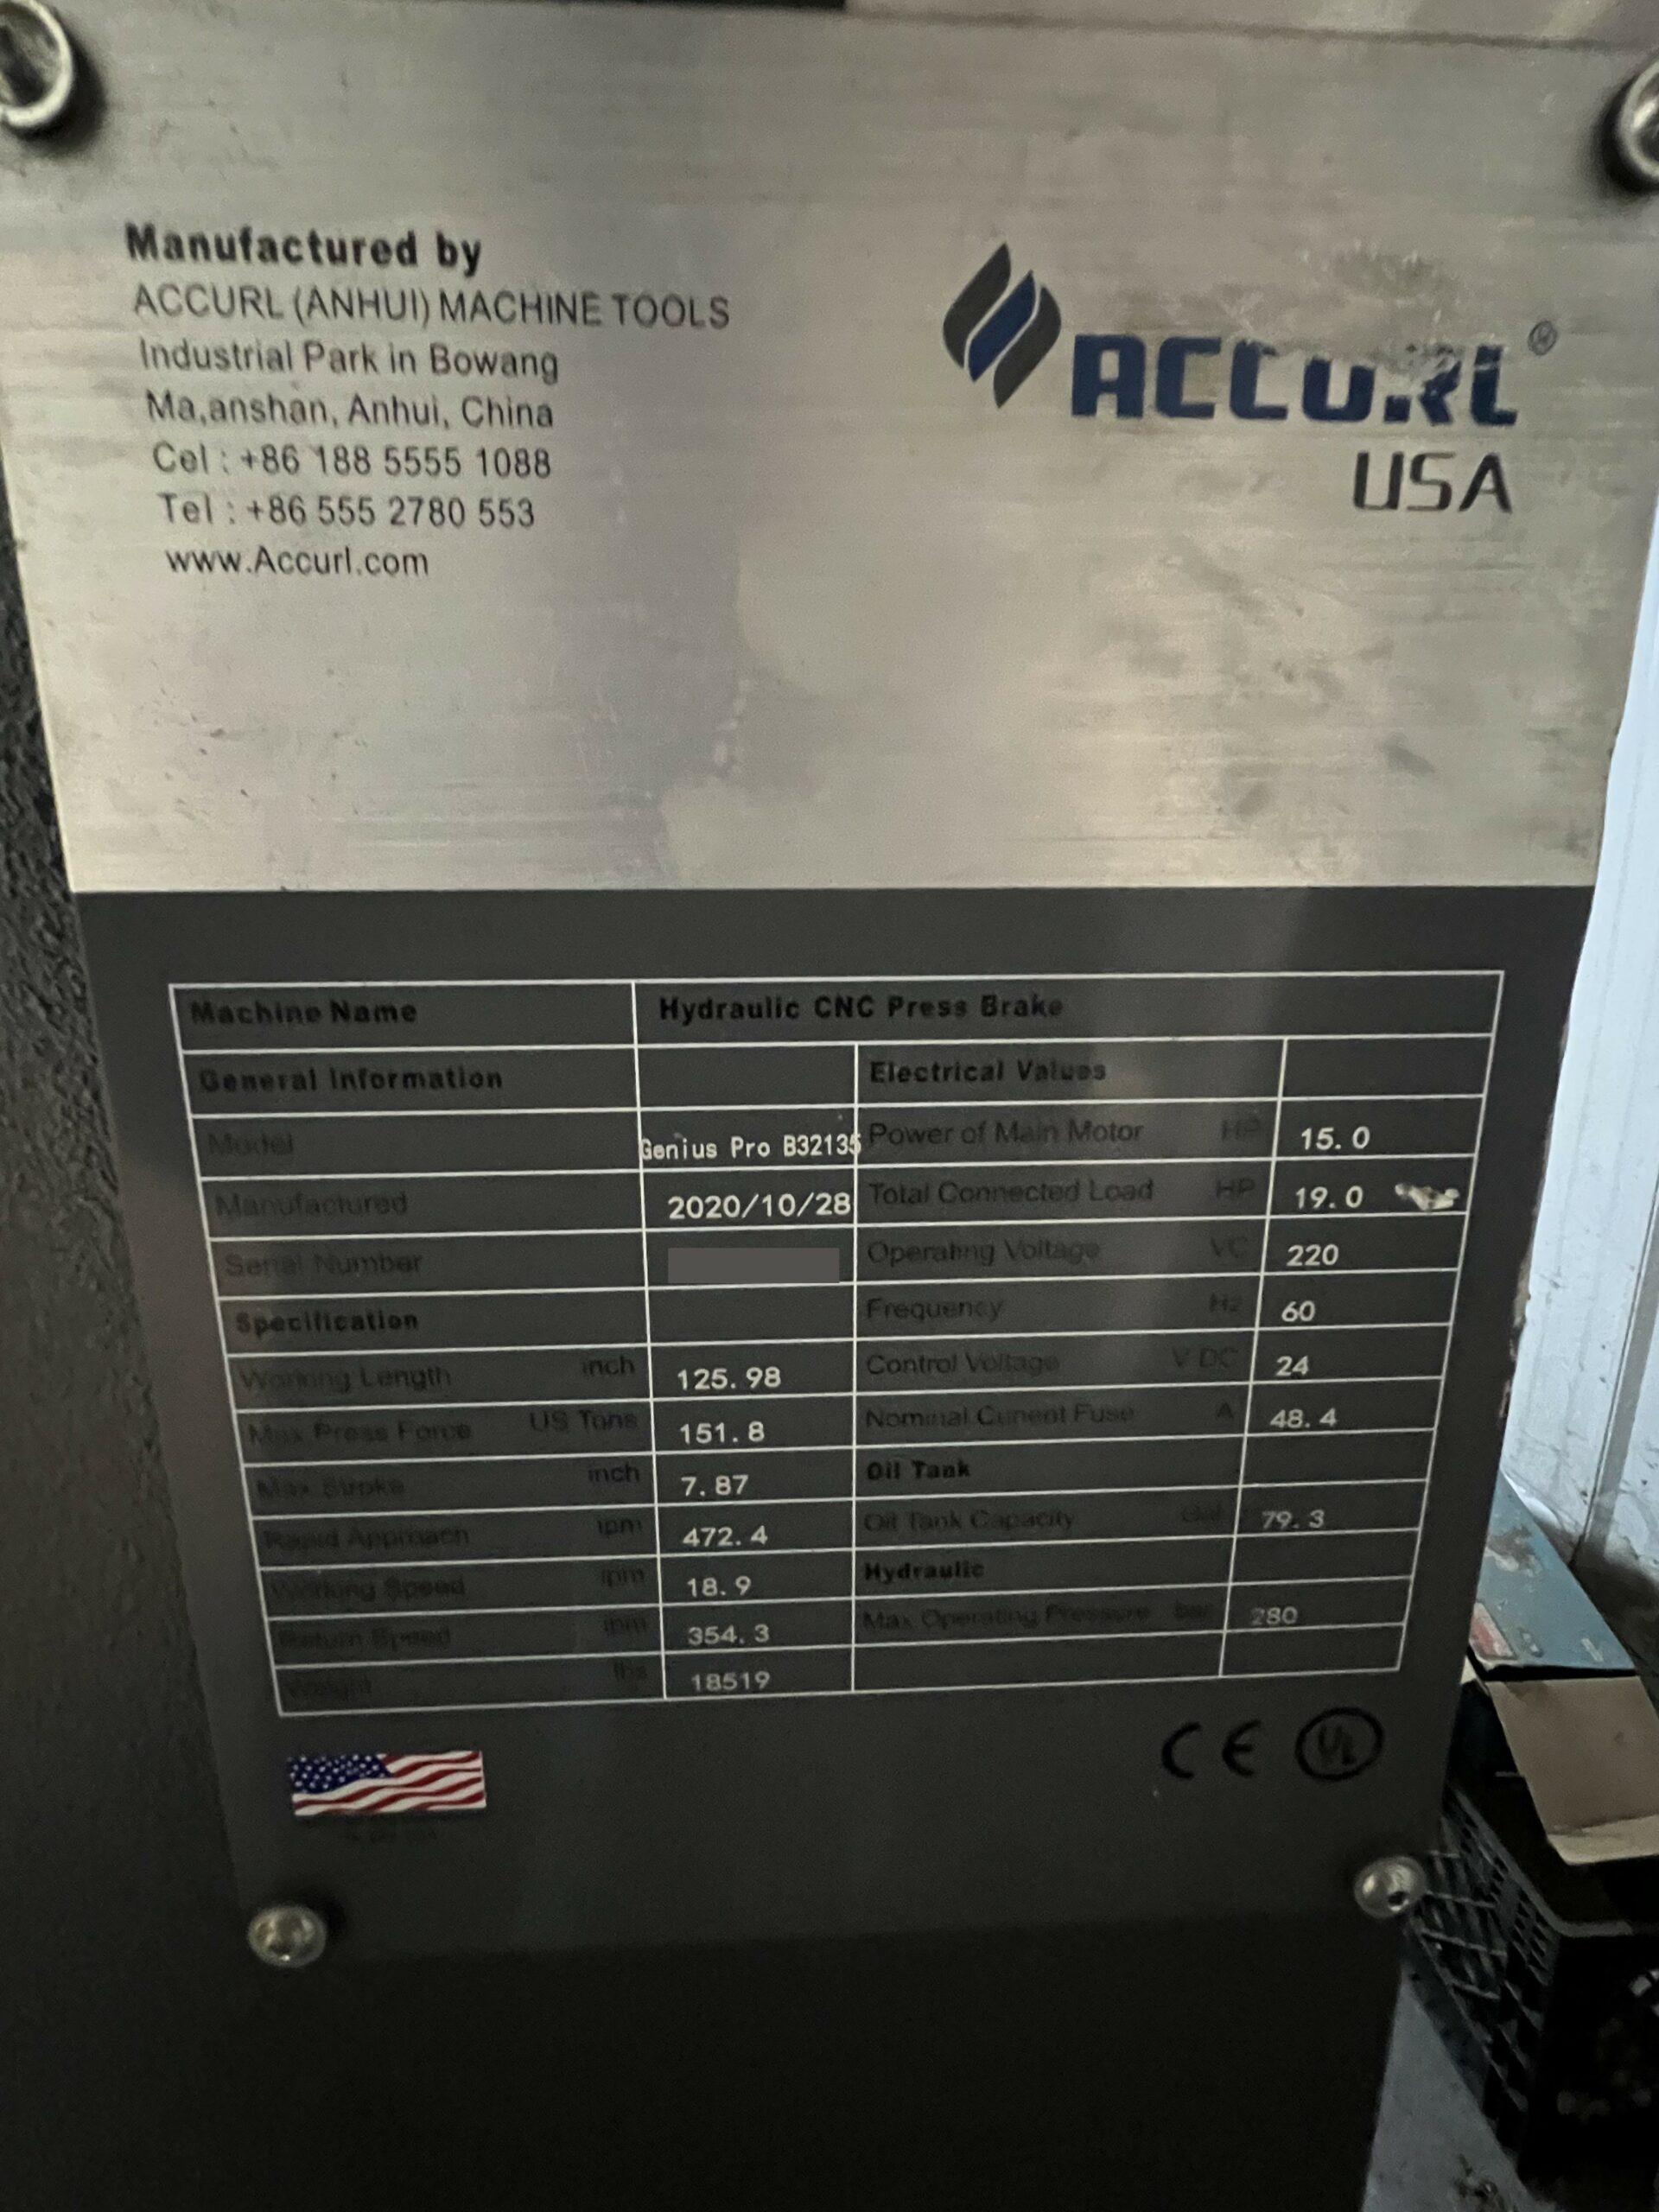 Manufactured by
ACCURL (ANHUI) MACHINE TOOLS
Industrial Park in Bowang
Ma,anshan, Anhui, China
Cel : +86 188 5555 1088
Tel : +86 555 2780 553
www.Accurl.com
ACCURL®
USA
Machine Name Hydraulic CNC Press Brake
General Information Electrical Values
Model Genius Pro B32135 Power of Main Motor HP 15.0
Manufactured 2020/10/28 Total Connected Load HP 19.0
Serial Number Operating Voltage VC 220
Specification Frequency Hz 60
Working Length inch 125.98 Control Voltage V DC 24
Max Press Force US Tons 151.8 Nominal Curent Fuse A 48.4
Max Stroke inch 7.87 Oil Tank
Rapid Approach ipm 472.4 Oil Tank Capacity Gal 79.3
Working Speed ipm 18.9 Hydraulic
Return Speed ipm 354.3 Max Operating Pressure bar 280
Weight lbs 18519
CE UL